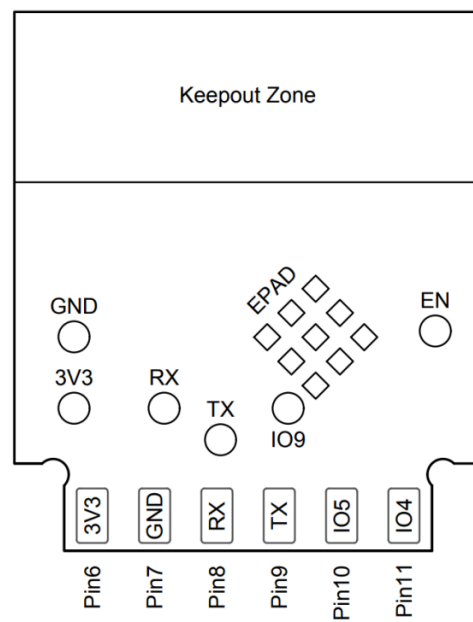 Keepout Zone
EPAD
GND
EN
3V3
RX
TX
IO9
3V3
GND
RX
TX
IO5
IO4
Pin6
Pin7
Pin8
Pin9
Pin10
Pin11